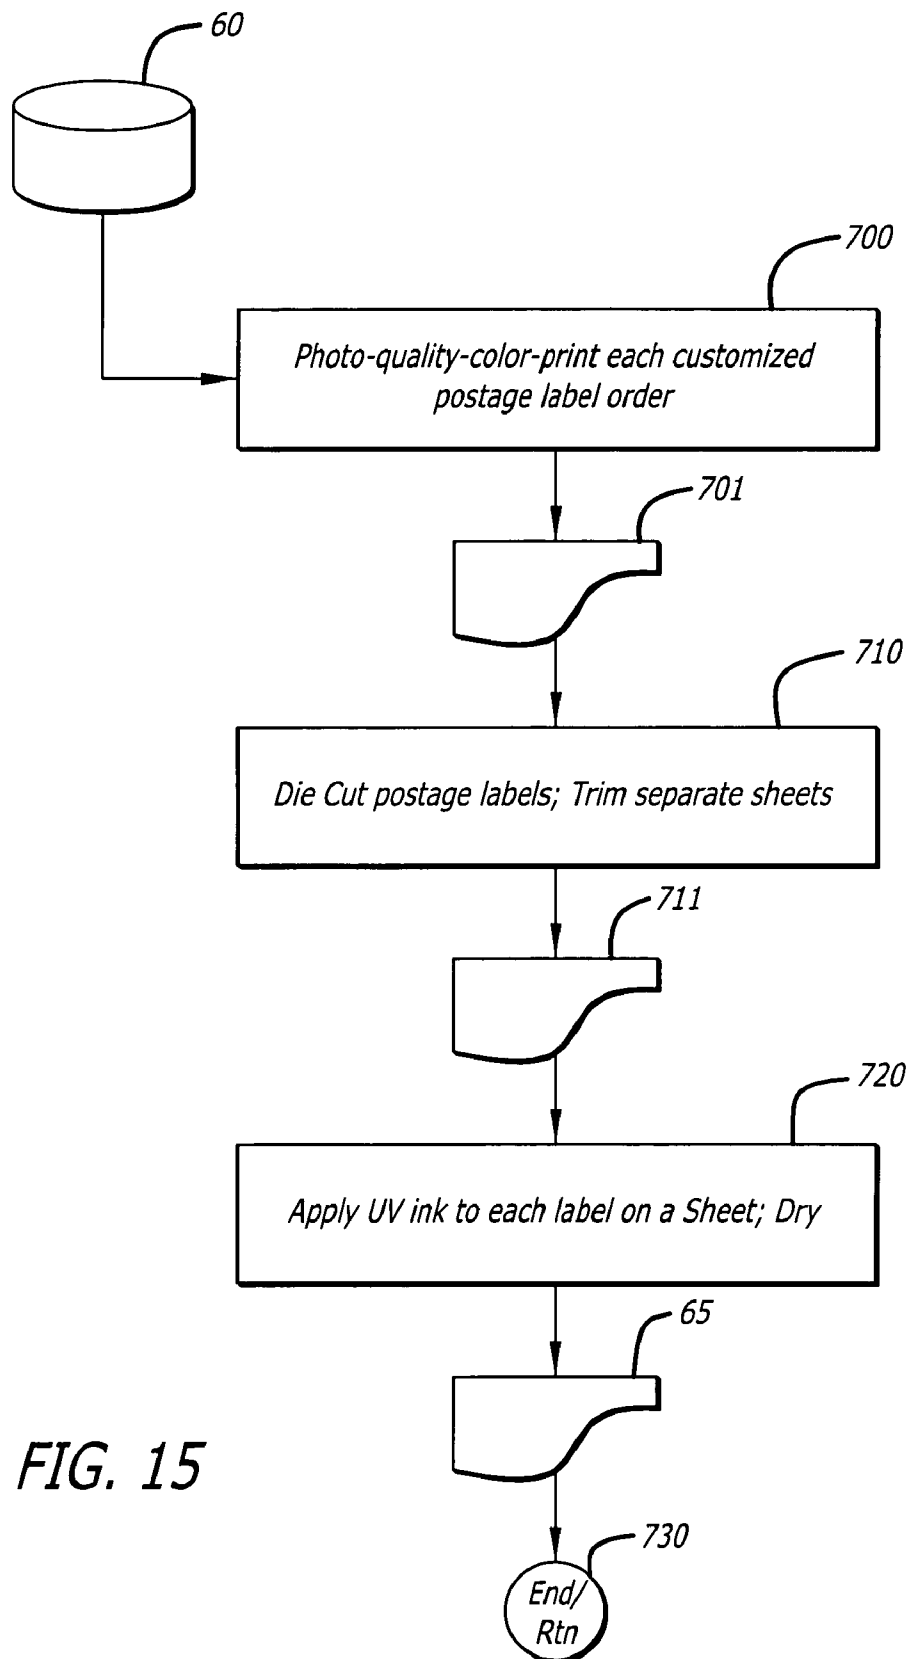 60
700
Photo-quality-color-print each customized
postage label order
701
710
Die Cut postage labels; Trim separate sheets
711
720
Apply UV ink to each label on a Sheet; Dry
65
FIG. 15
730
End/
Rtn